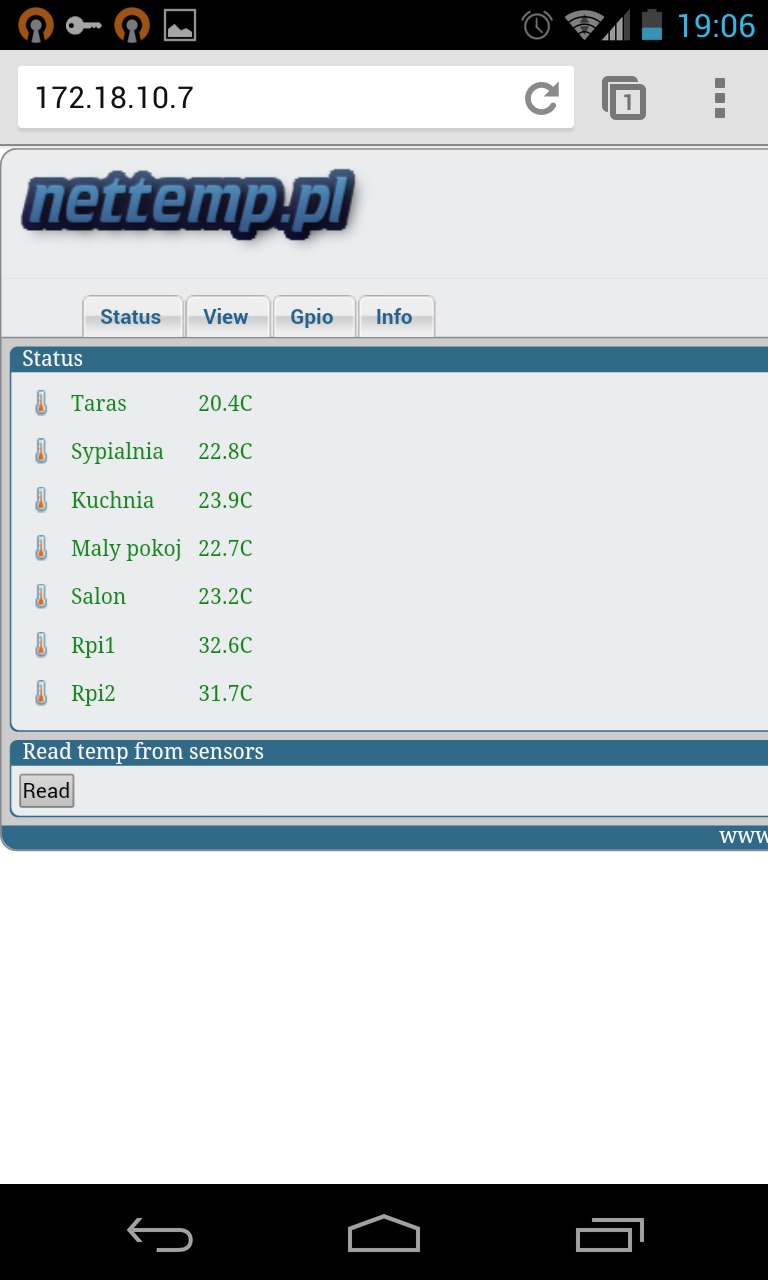 19:06
172.18.10.7
1
nettemp.pl
Status View Gpio Info
Status
Taras 20.4C
Sypialnia 22.8C
Kuchnia 23.9C
Maly pokoj 22.7C
Salon 23.2C
Rpi1 32.6C
Rpi2 31.7C
Read temp from sensors
Read
www